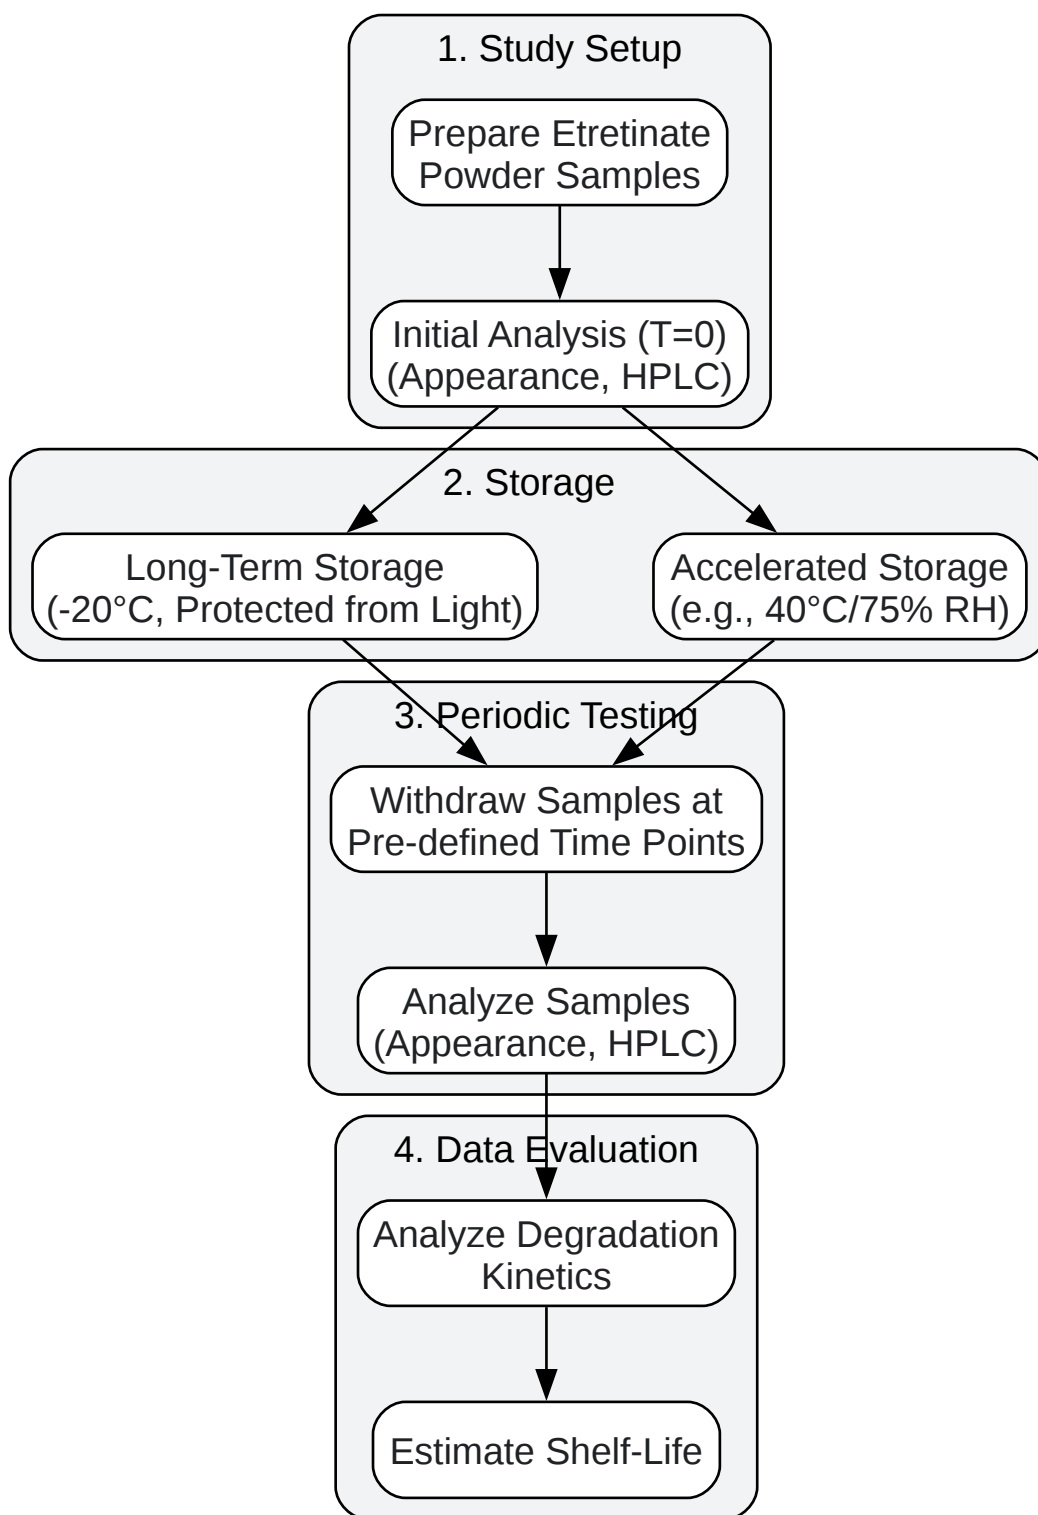 1. Study Setup
Prepare Etretinate
Powder Samples
Initial Analysis (T=0)
(Appearance, HPLC)
2. Storage
Long-Term Storage
(-20°C, Protected from Light)
Accelerated Storage
(e.g., 40°C/75% RH)
3. Periodic Testing
Withdraw Samples at
Pre-defined Time Points
Analyze Samples
(Appearance, HPLC)
4. Data Evaluation
Analyze Degradation
Kinetics
Estimate Shelf-Life